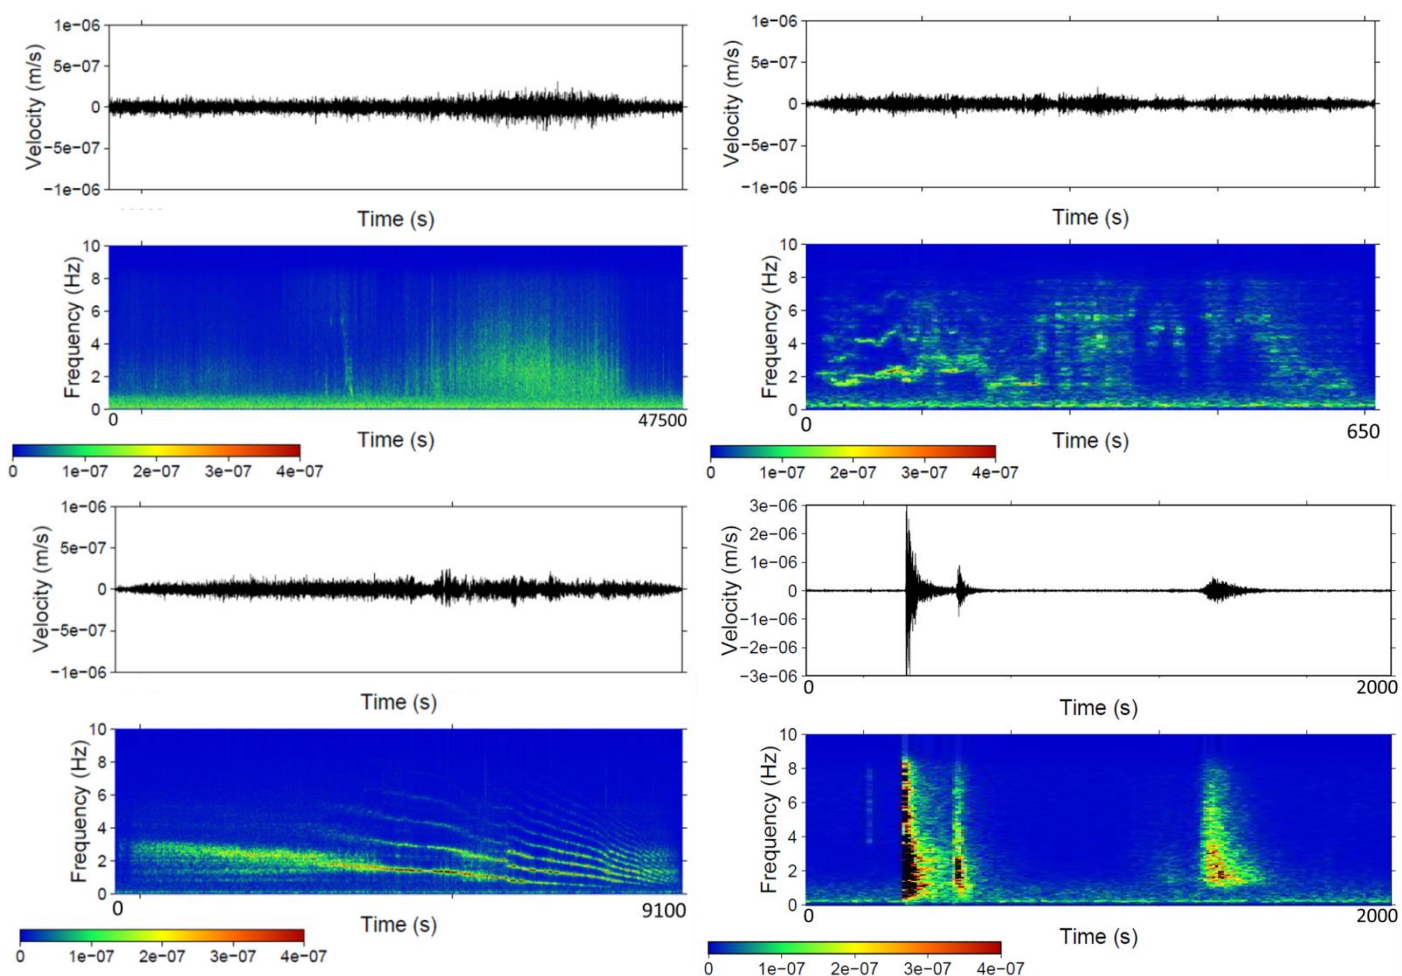 1e-06
5e-07
0
−5e-07
−1e-06
Velocity (m/s)
Time (s)
10
8
6
4
2
0
Frequency (Hz)
0
47500
Time (s)
0
1e-07
2e-07
3e-07
4e-07
1e-06
5e-07
0
−5e-07
−1e-06
Velocity (m/s)
Time (s)
10
8
6
4
2
0
Frequency (Hz)
0
650
Time (s)
0
1e-07
2e-07
3e-07
4e-07
1e-06
5e-07
0
−5e-07
−1e-06
Velocity (m/s)
Time (s)
10
8
6
4
2
0
Frequency (Hz)
0
9100
Time (s)
0
1e-07
2e-07
3e-07
4e-07
3e-06
2e-06
1e-06
0
−1e-06
−2e-06
−3e-06
Velocity (m/s)
0
2000
Time (s)
10
8
6
4
2
0
Frequency (Hz)
0
2000
Time (s)
0
1e-07
2e-07
3e-07
4e-07